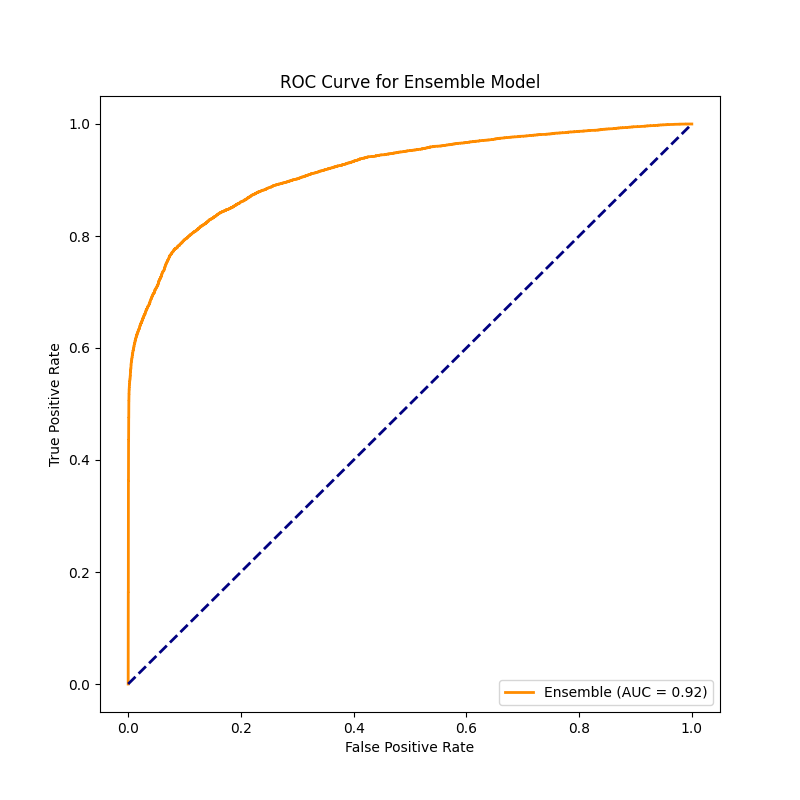 ROC Curve for Ensemble Model
1.0
0.8
0.6
0.4
0.2
0.0
True Positive Rate
Ensemble (AUC = 0.92)
0.0 0.2 0.4 0.6 0.8 1.0
False Positive Rate